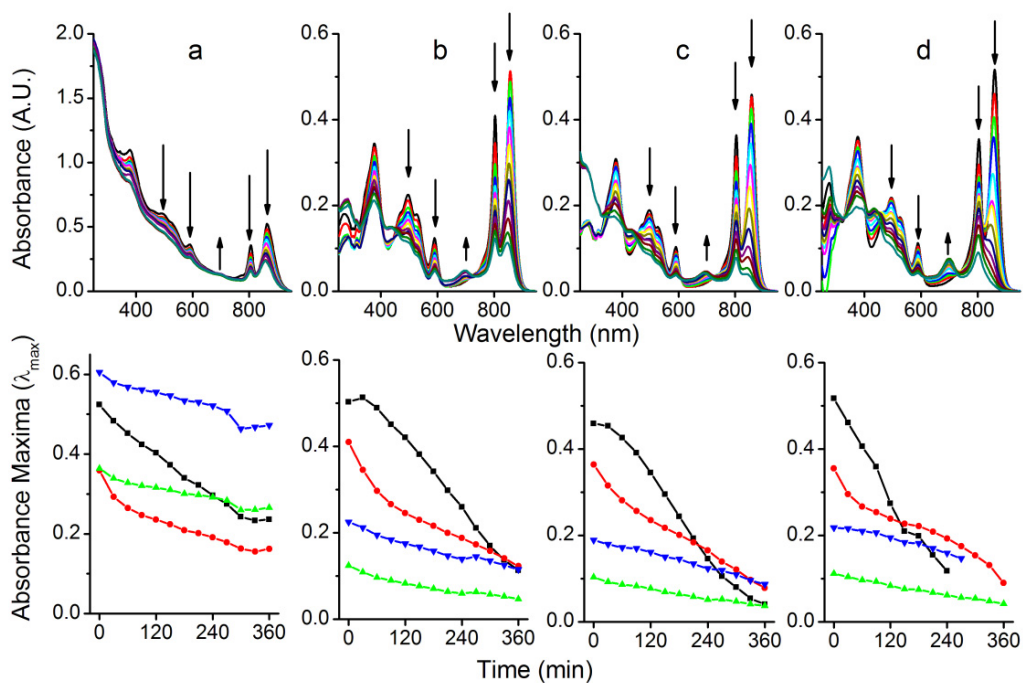 a b c d
Absorbance (A.U.)
2.0 1.5 1.0 0.5 0.0
0.6 0.4 0.2 0.0
0.6 0.4 0.2 0.0
0.6 0.4 0.2 0.0
400 600 800 400 600 800 400 600 800 400 600 800
Wavelength (nm)
Absorbance Maxima (λmax)
0.6 0.4 0.2 0.0
0.6 0.4 0.2 0.0
0.6 0.4 0.2 0.0
0.6 0.4 0.2 0.0
0 120 240 360 0 120 240 360 0 120 240 360 0 120 240 360
Time (min)